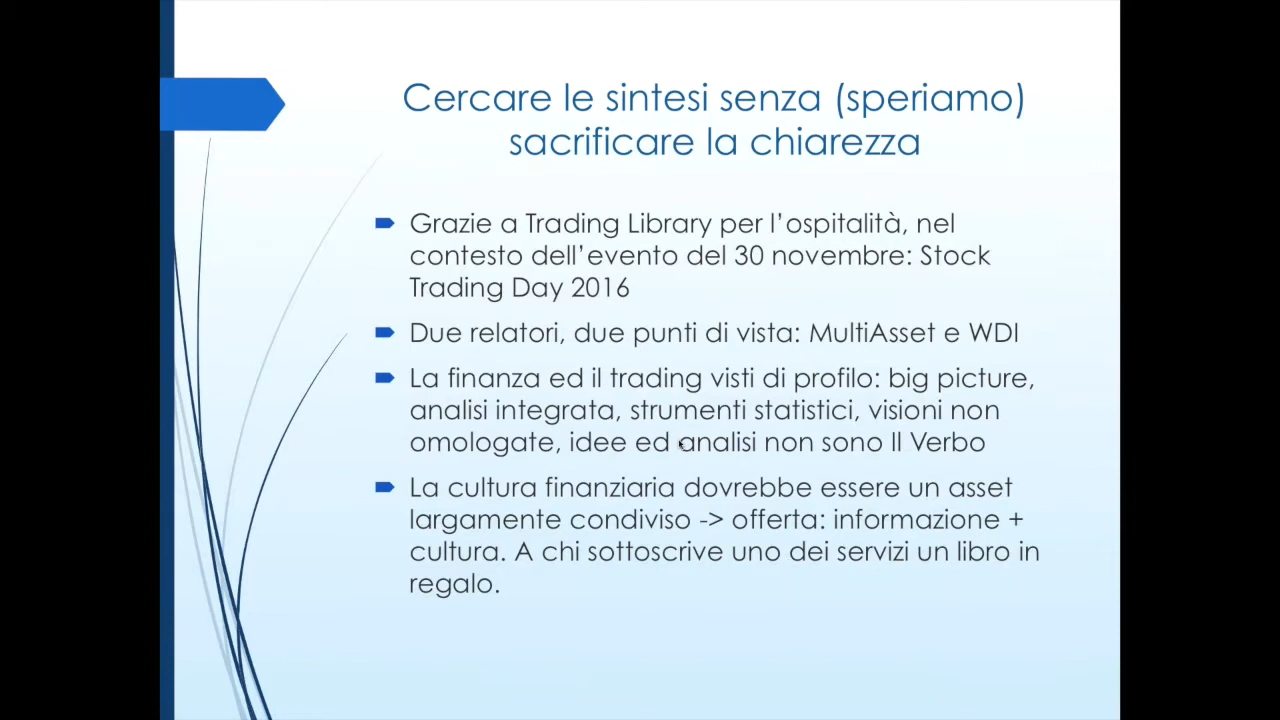 Cercare le sintesi senza (speriamo)
sacrificare la chiarezza
Grazie a Trading Library per l'ospitalità, nel
contesto dell'evento del 30 novembre: Stock
Trading Day 2016
Due relatori, due punti di vista: MultiAsset e WDI
La finanza ed il trading visti di profilo: big picture,
analisi integrata, strumenti statistici, visioni non
omologate, idee ed analisi non sono Il Verbo
La cultura finanziaria dovrebbe essere un asset
largamente condiviso -> offerta: informazione +
cultura. A chi sottoscrive uno dei servizi un libro in
regalo.